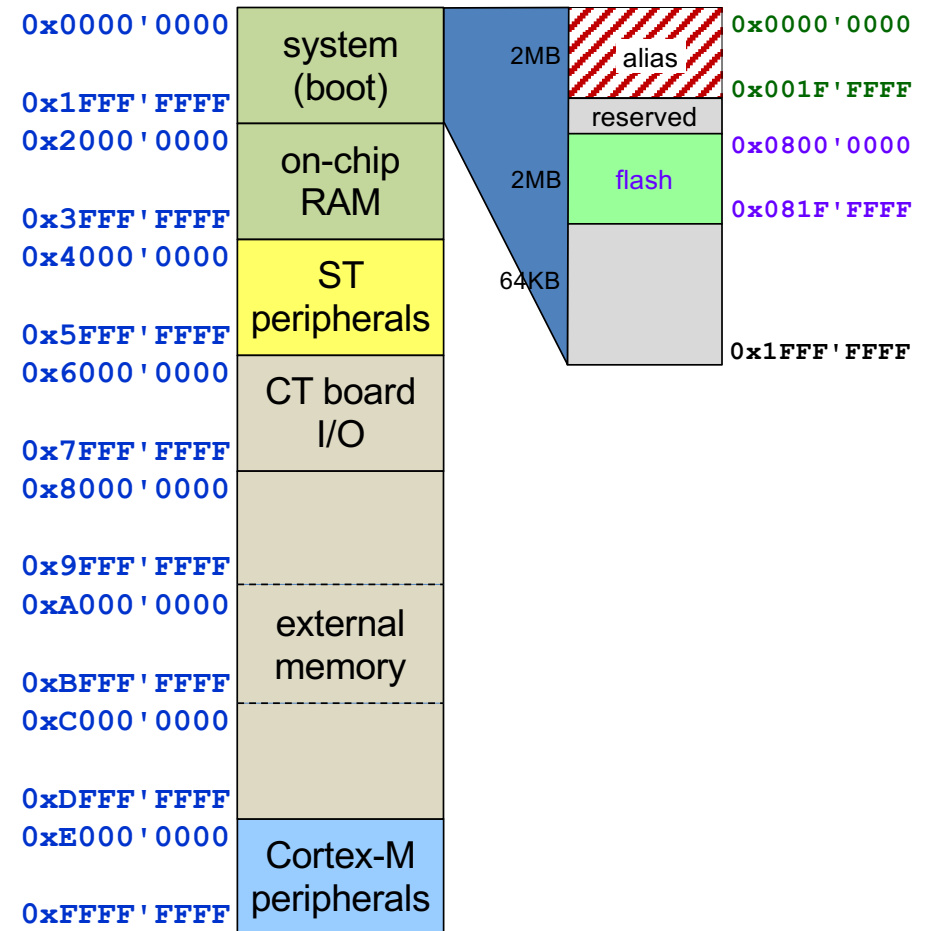 0x0000'0000
0x1FFF'FFFF
0x2000'0000
0x3FFF'FFFF
0x4000'0000
0x5FFF'FFFF
0x6000'0000
0x7FFF'FFFF
0x8000'0000
0x9FFF'FFFF
0xA000'0000
0xBFFF'FFFF
0xC000'0000
0xDFFF'FFFF
0xE000'0000
0xFFFF'FFFF
system
(boot)
on-chip
RAM
ST
peripherals
CT board
I/O
external
memory
Cortex-M
peripherals
2MB
2MB
64KB
alias
reserved
flash
0x0000'0000
0x001F'FFFF
0x0800'0000
0x081F'FFFF
0x1FFF'FFFF